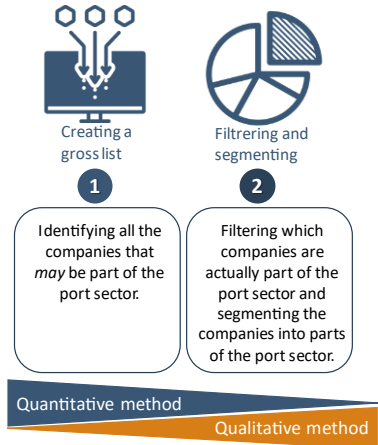 Creating a
gross list
1
Identifying all the
companies that
may be part of the
port sector.
Filtrering and
segmenting
2
Filtering which
companies are
actually part of the
port sector and
segmenting the
companies into parts
of the port sector.
Quantitative method
Qualitative method